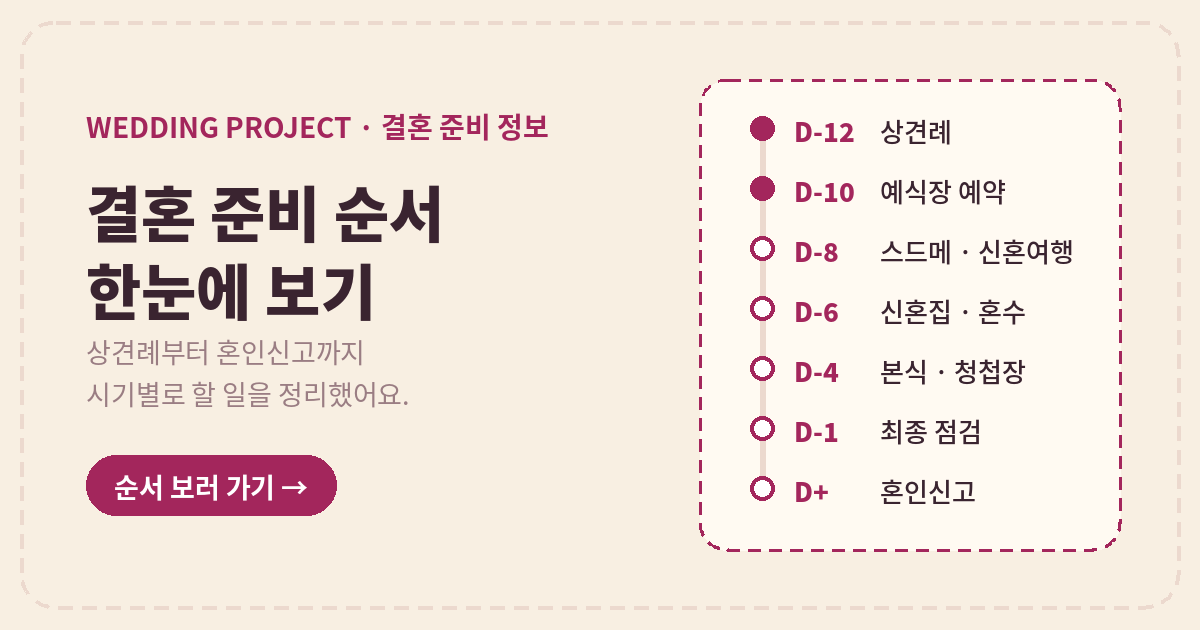 WEDDING PROJECT · 결혼 준비 정보
결혼 준비 순서
한눈에 보기
상견례부터 혼인신고까지
시기별로 할 일을 정리했어요.
순서 보러 가기 →
D-12 상견례
D-10 예식장 예약
D-8 스드메 · 신혼여행
D-6 신혼집 · 혼수
D-4 본식 · 청첩장
D-1 최종 점검
D+ 혼인신고